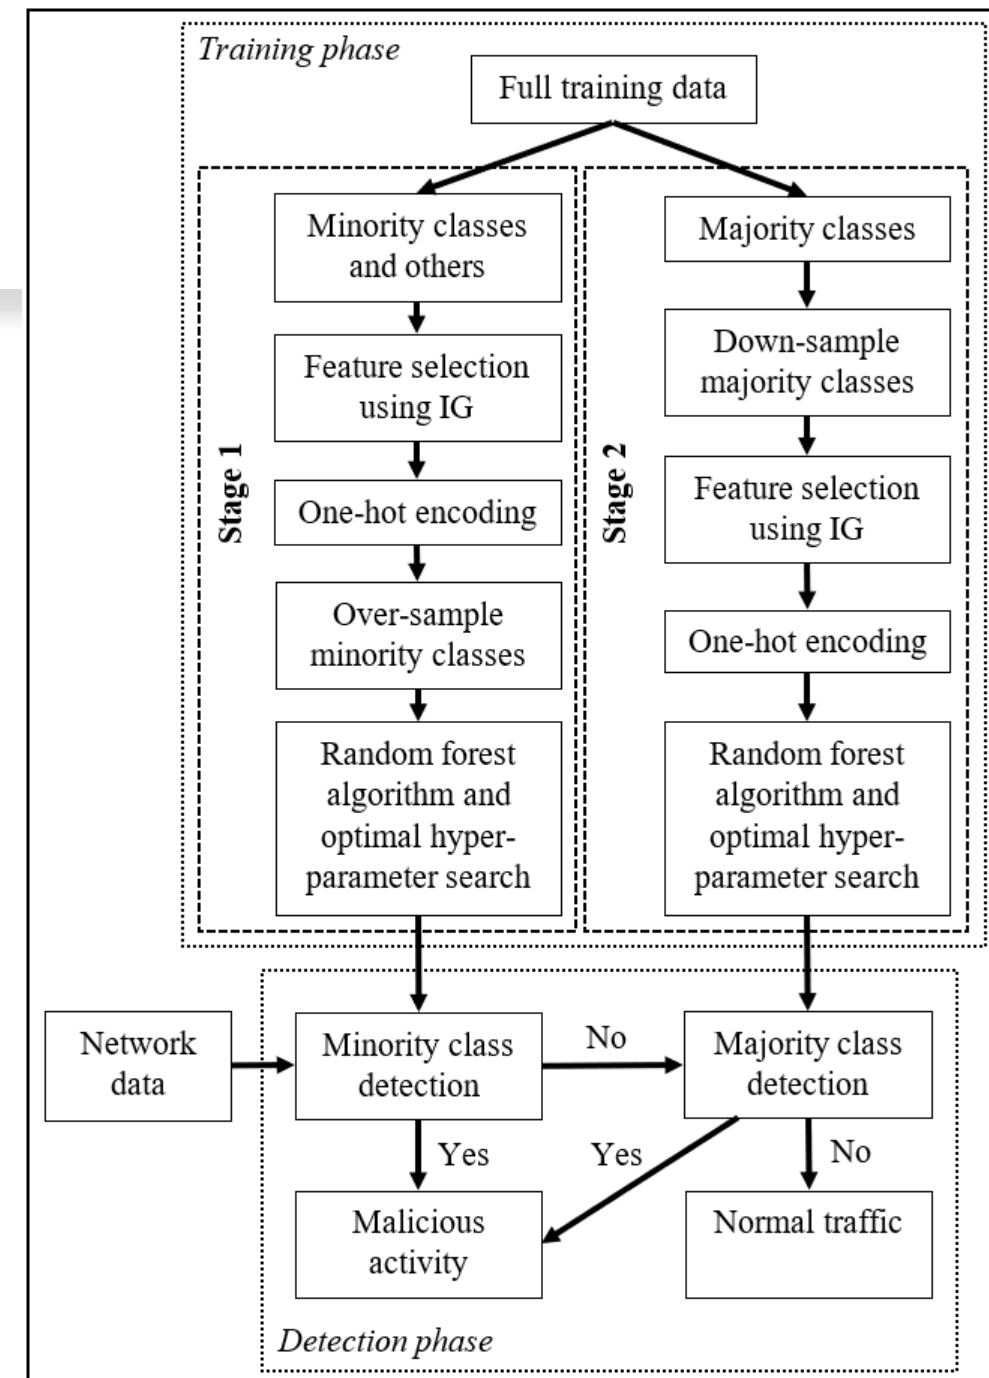 Training phase
Full training data
Stage 1
Minority classes
and others
Feature selection
using IG
One-hot encoding
Over-sample
minority classes
Random forest
algorithm and
optimal hyper-
parameter search
Stage 2
Majority classes
Down-sample
majority classes
Feature selection
using IG
One-hot encoding
Random forest
algorithm and
optimal hyper-
parameter search
Network
data
Minority class
detection
No
Majority class
detection
Yes
Yes
No
Malicious
activity
Normal traffic
Detection phase